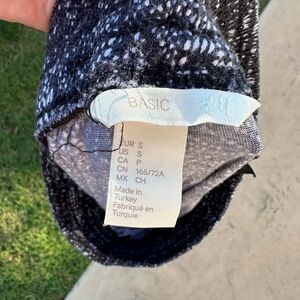 BASIC
EUR S
US S
CA P
CN 165/72A
MX CH
Made in
Turkey
Fabriqué en
Turquie